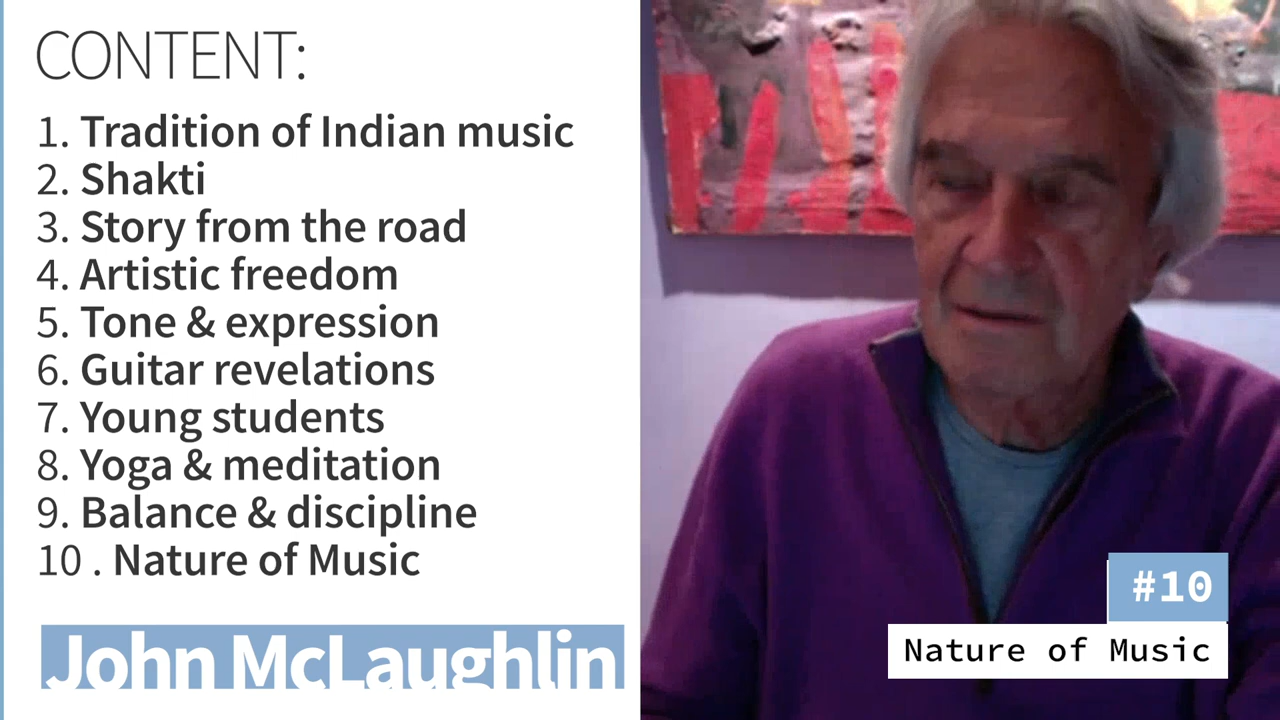 CONTENT:
1. Tradition of Indian music
2. Shakti
3. Story from the road
4. Artistic freedom
5. Tone & expression
6. Guitar revelations
7. Young students
8. Yoga & meditation
9. Balance & discipline
10 . Nature of Music
John McLaughlin
#10
Nature of Music